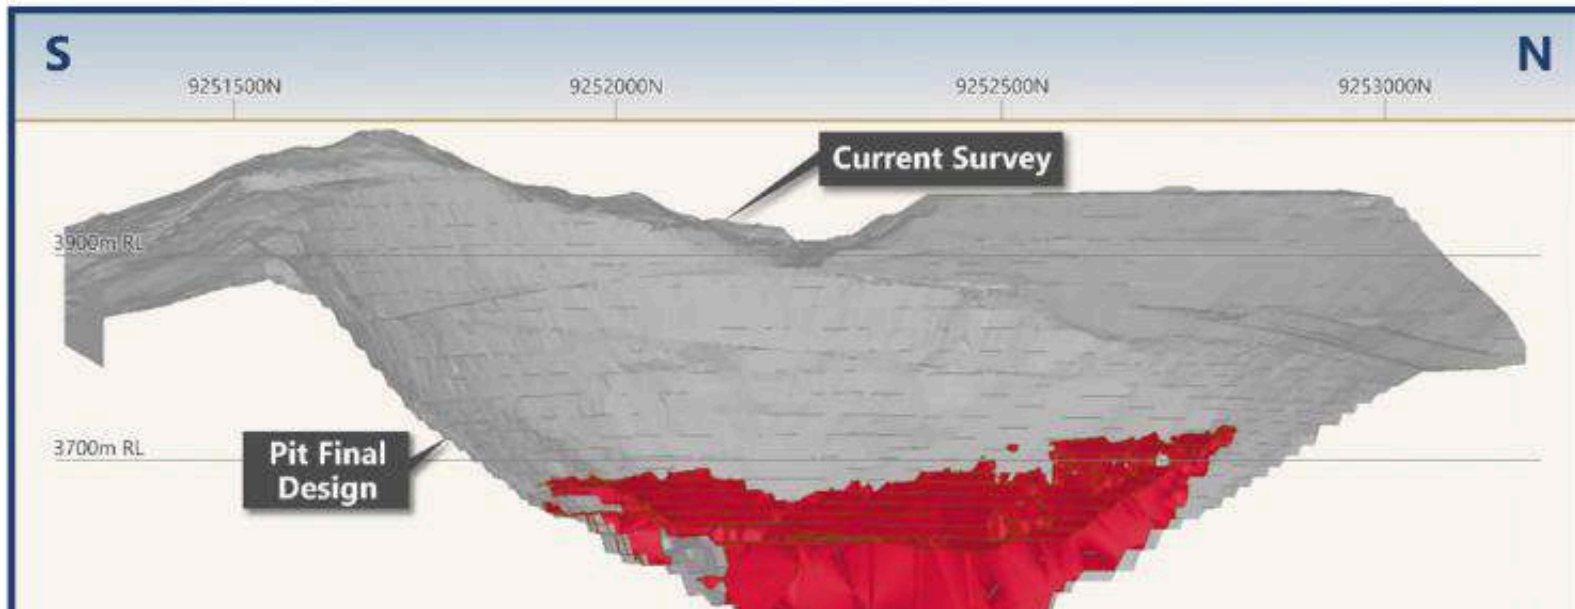 S
N
9251500N
9252000N
9252500N
9253000N
Current Survey
3900m RL
3700m RL
Pit Final
Design